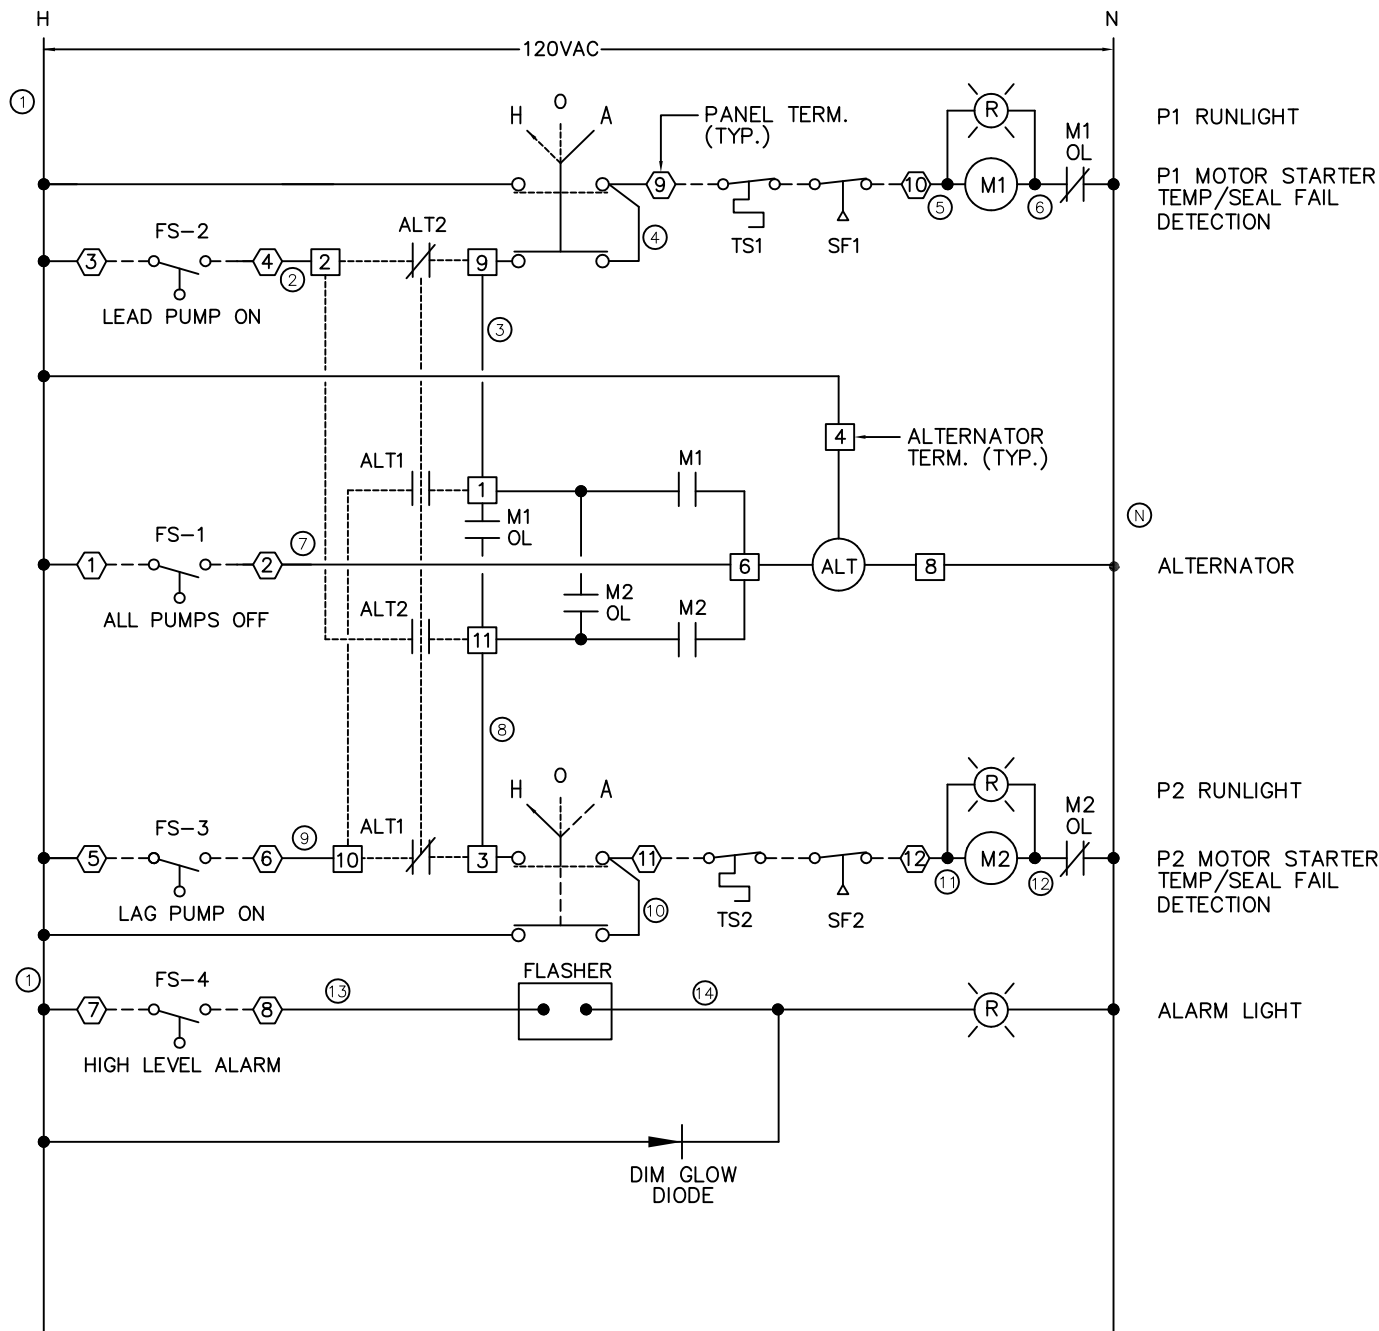 H
N
120VAC
1
H
O
A
PANEL TERM.
(TYP.)
R
M1
OL
P1 RUNLIGHT
9
10
M1
5
6
P1 MOTOR STARTER
TEMP/SEAL FAIL
DETECTION
TS1
SF1
4
FS-2
ALT2
3
4
2
2
9
LEAD PUMP ON
3
4
ALTERNATOR
TERM. (TYP.)
ALT1
1
M1
M1
OL
N
FS-1
7
1
2
6
ALT
8
ALTERNATOR
ALL PUMPS OFF
ALT2
M2
OL
M2
11
8
H
O
A
R
M2
OL
P2 RUNLIGHT
FS-3
9
ALT1
5
6
10
3
11
12
M2
11
12
P2 MOTOR STARTER
TEMP/SEAL FAIL
DETECTION
LAG PUMP ON
10
TS2
SF2
1
FS-4
13
FLASHER
14
7
8
R
ALARM LIGHT
HIGH LEVEL ALARM
DIM GLOW
DIODE